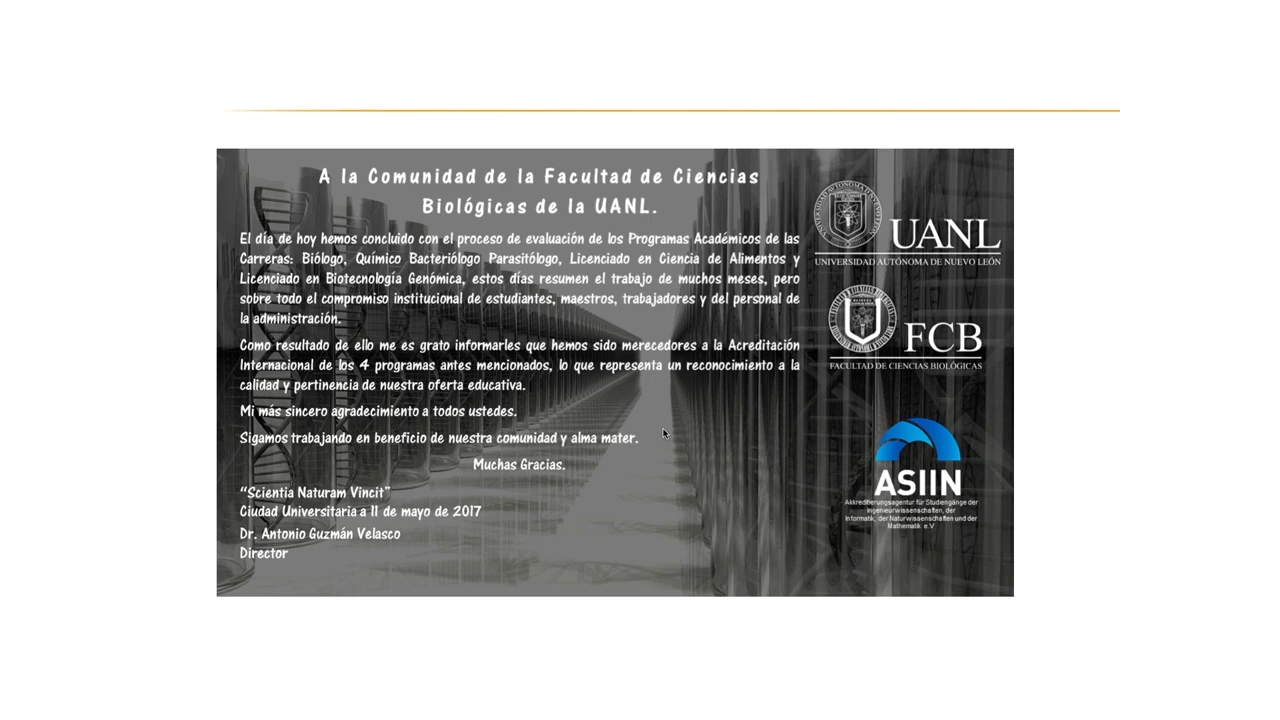 A la Comunidad de la Facultad de Ciencias
Biológicas de la UANL.
El día de hoy hemos concluido con el proceso de evaluación de los Programas Académicos de las
Carreras: Biólogo, Químico Bacteriólogo Parasitólogo, Licenciado en Ciencia de Alimentos y
Licenciado en Biotecnología Genómica, estos días resumen el trabajo de muchos meses, pero
sobre todo el compromiso institucional de estudiantes, maestros, trabajadores y del personal de
la administración.
Como resultado de ello me es grato informarles que hemos sido merecedores a la Acreditación
Internacional de los 4 programas antes mencionados, lo que representa un reconocimiento a la
calidad y pertinencia de nuestra oferta educativa.
Mi más sincero agradecimiento a todos ustedes.
Sigamos trabajando en beneficio de nuestra comunidad y alma mater.
Muchas Gracias.
“Scientia Naturam Vincit”
Ciudad Universitaria a 11 de mayo de 2017
Dr. Antonio Guzmán Velasco
Director
UANL
UNIVERSIDAD AUTÓNOMA DE NUEVO LEÓN
FCB
FACULTAD DE CIENCIAS BIOLÓGICAS
ASIIN
Akkreditierungsagentur für Studiengänge der
Ingenieurwissenschaften, der
Informatik, der Naturwissenschaften und der
Mathematik e.V